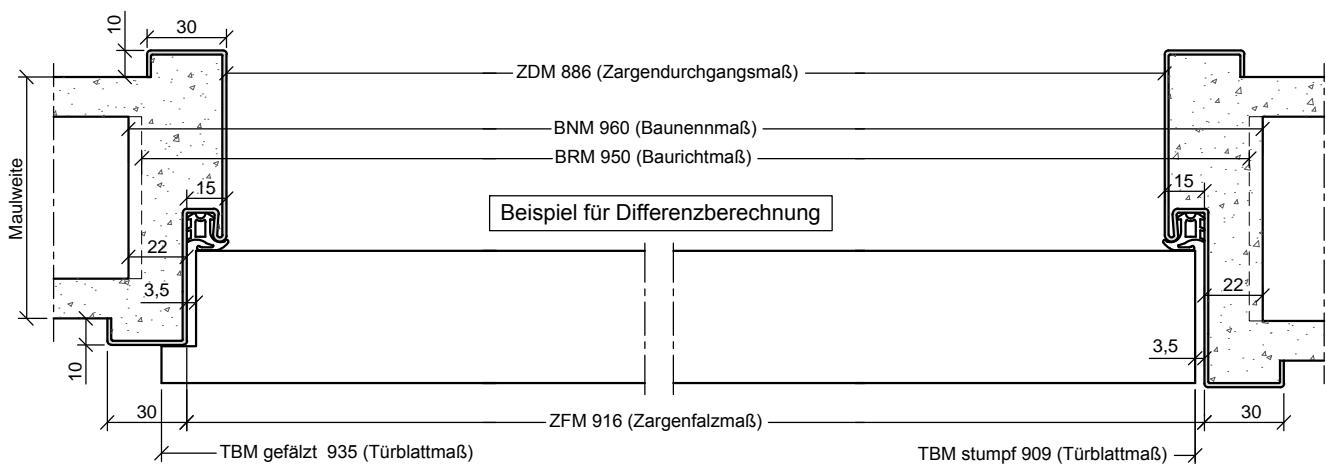 10
30
ZDM 886 (Zargendurchgangsmaß)
BNM 960 (Baunennmaß)
BRM 950 (Baurichtmaß)
Maulweite
15
15
Beispiel für Differenzberechnung
22
22
3,5
3,5
10
30
ZFM 916 (Zargenfalzmaß)
30
TBM gefälzt 935 (Türblattmaß)
TBM stumpf 909 (Türblattmaß)